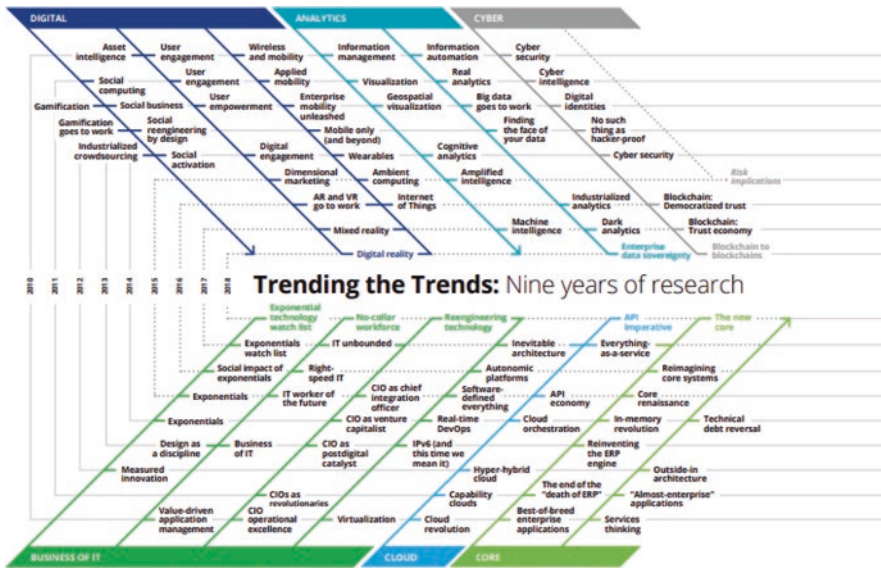 DIGITAL
ANALYTICS
CYBER
Asset
intelligence
User
engagement
Wireless
and mobility
Information
management
Information
automation
Cyber
security
Social
computing
User
engagement
Applied
mobility
Visualization
Real
analytics
Cyber
intelligence
Gamification
Social business
User
empowerment
Enterprise
mobility
unleashed
Geospatial
visualization
Big data
goes to work
Digital
identities
Gamification
goes to work
Social
reengineering
by design
Mobile only
(and beyond)
Finding
the face of
your data
No such
thing as
hacker-proof
Industrialized
crowdsourcing
Social
activation
Digital
engagement
Wearables
Cognitive
analytics
Cyber security
Dimensional
marketing
Ambient
computing
Amplified
intelligence
Risk
implications
AR and VR
go to work
Internet
of Things
Industrialized
analytics
Blockchain:
Democratized trust
Mixed reality
Machine
intelligence
Dark
analytics
Blockchain:
Trust economy
Digital reality
Enterprise
data sovereignty
Blockchain to
blockchains
2010
2011
2012
2013
2014
2015
2016
2017
2018
Trending the Trends: Nine years of research
Exponential
technology
watch list
No-collar
workforce
Reengineering
technology
API
imperative
The new
core
Exponentials
watch list
IT unbounded
Inevitable
architecture
Everything-
as-a-service
Social impact of
exponentials
Right-
speed IT
Autonomic
platforms
Reimagining
core systems
Exponentials
IT worker of
the future
CIO as chief
integration
officer
Software-
defined
everything
API
economy
Core
renaissance
Exponentials
CIO as venture
capitalist
Real-time
DevOps
Cloud
orchestration
In-memory
revolution
Technical
debt reversal
Design as
a discipline
Business
of IT
CIO as
postdigital
catalyst
IPv6 (and
this time we
mean it)
Reinventing
the ERP
engine
Measured
innovation
Hyper-hybrid
cloud
Outside-in
architecture
CIOs as
revolutionaries
Capability
clouds
The end of the
"death of ERP"
"Almost-enterprise"
applications
Value-driven
application
management
CIO
operational
excellence
Virtualization
Cloud
revolution
Best-of-breed
enterprise
applications
Services
thinking
BUSINESS OF IT
CLOUD
CORE